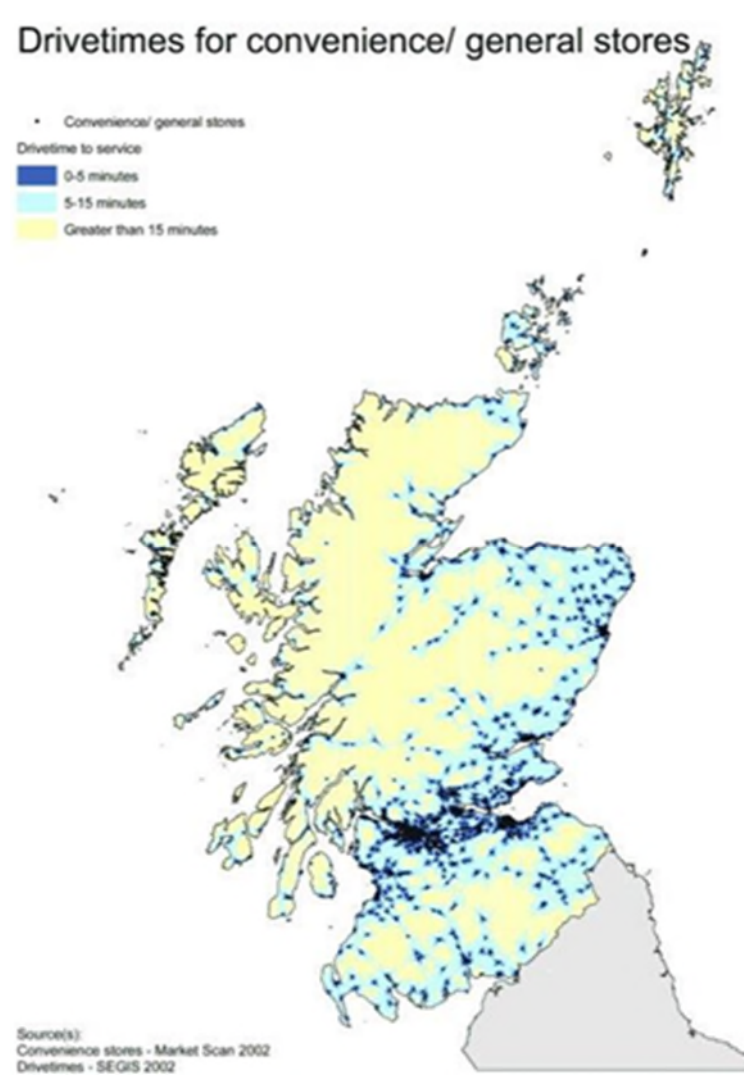 Drivetimes for convenience/ general stores
Convenience/ general stores
Drivetime to service
0-5 minutes
5-15 minutes
Greater than 15 minutes
Source(s):
Convenience stores - Market Scan 2002
Drivetimes - SEGIS 2002